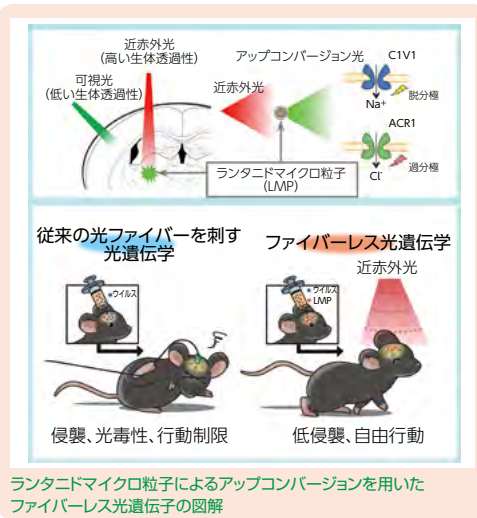 近赤外光
(高い生体透過性)
可視光
(低い生体透過性)
アップコンバージョン光
近赤外光
C1V1
Na⁺
脱分極
ACR1
Cl⁻
過分極
ランタニドマイクロ粒子
(LMP)
従来の光ファイバーを刺す
光遺伝学
ウイルス
侵襲、光毒性、行動制限
ファイバーレス光遺伝学
近赤外光
ウイルス
LMP
低侵襲、自由行動
ランタニドマイクロ粒子によるアップコンバージョンを用いた
ファイバーレス光遺伝子の図解